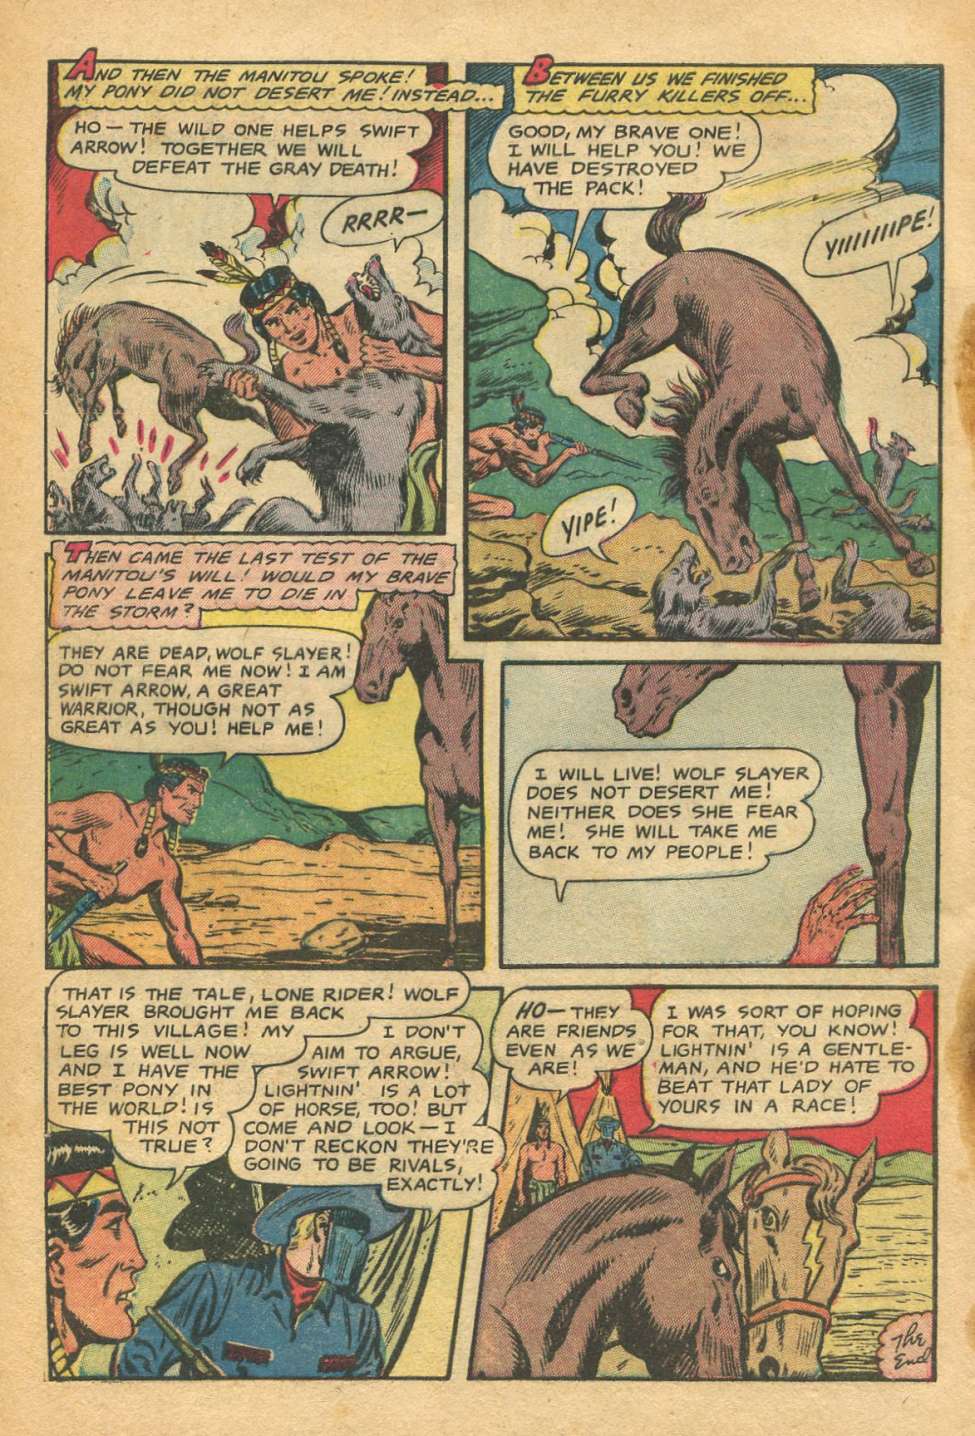 AND THEN THE MANITOU SPOKE!
MY PONY DID NOT DESERT ME! INSTEAD...
HO — THE WILD ONE HELPS SWIFT
ARROW! TOGETHER WE WILL
DEFEAT THE GRAY DEATH!
RRRR—
BETWEEN US WE FINISHED
THE FURRY KILLERS OFF...
GOOD, MY BRAVE ONE!
I WILL HELP YOU! WE
HAVE DESTROYED
THE PACK!
YIIIIIIIPE!
YIPE!
THEN CAME THE LAST TEST OF THE
MANITOU'S WILL! WOULD MY BRAVE
PONY LEAVE ME TO DIE IN
THE STORM?
THEY ARE DEAD, WOLF SLAYER!
DO NOT FEAR ME NOW! I AM
SWIFT ARROW, A GREAT
WARRIOR, THOUGH NOT AS
GREAT AS YOU! HELP ME!
I WILL LIVE! WOLF SLAYER
DOES NOT DESERT ME!
NEITHER DOES SHE FEAR
ME! SHE WILL TAKE ME
BACK TO MY PEOPLE!
THAT IS THE TALE, LONE RIDER! WOLF
SLAYER BROUGHT ME BACK
TO THIS VILLAGE! MY
LEG IS WELL NOW
AND I HAVE THE
BEST PONY IN
THE WORLD! IS
THIS NOT
TRUE?
I DON'T
AIM TO ARGUE,
SWIFT ARROW!
LIGHTNIN' IS A LOT
OF HORSE, TOO! BUT
COME AND LOOK — I
DON'T RECKON THEY'RE
GOING TO BE RIVALS,
EXACTLY!
HO — THEY
ARE FRIENDS
EVEN AS WE
ARE!
I WAS SORT OF HOPING
FOR THAT, YOU KNOW!
LIGHTNIN' IS A GENTLE-
MAN, AND HE'D HATE TO
BEAT THAT LADY OF
YOURS IN A RACE!
The
End